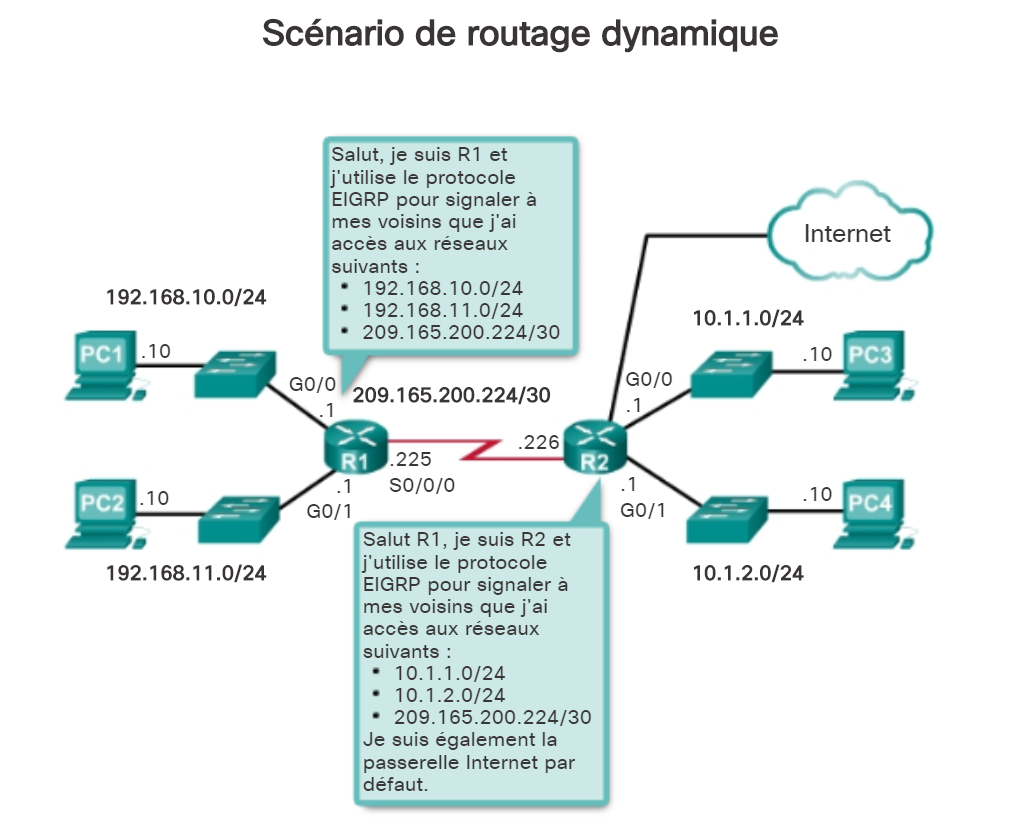 Scénario de routage dynamique
Salut, je suis R1 et
j'utilise le protocole
EIGRP pour signaler à
mes voisins que j'ai
accès aux réseaux
suivants :
• 192.168.10.0/24
• 192.168.11.0/24
• 209.165.200.224/30
Internet
192.168.10.0/24
10.1.1.0/24
PC1
.10
.10
PC3
G0/0
.1
209.165.200.224/30
G0/0
.1
R1
.225
S0/0/0
.226
R2
.1
G0/1
.1
G0/1
PC2
.10
.10
PC4
192.168.11.0/24
10.1.2.0/24
Salut R1, je suis R2 et
j'utilise le protocole
EIGRP pour signaler à
mes voisins que j'ai
accès aux réseaux
suivants :
• 10.1.1.0/24
• 10.1.2.0/24
• 209.165.200.224/30
Je suis également la
passerelle Internet par
défaut.